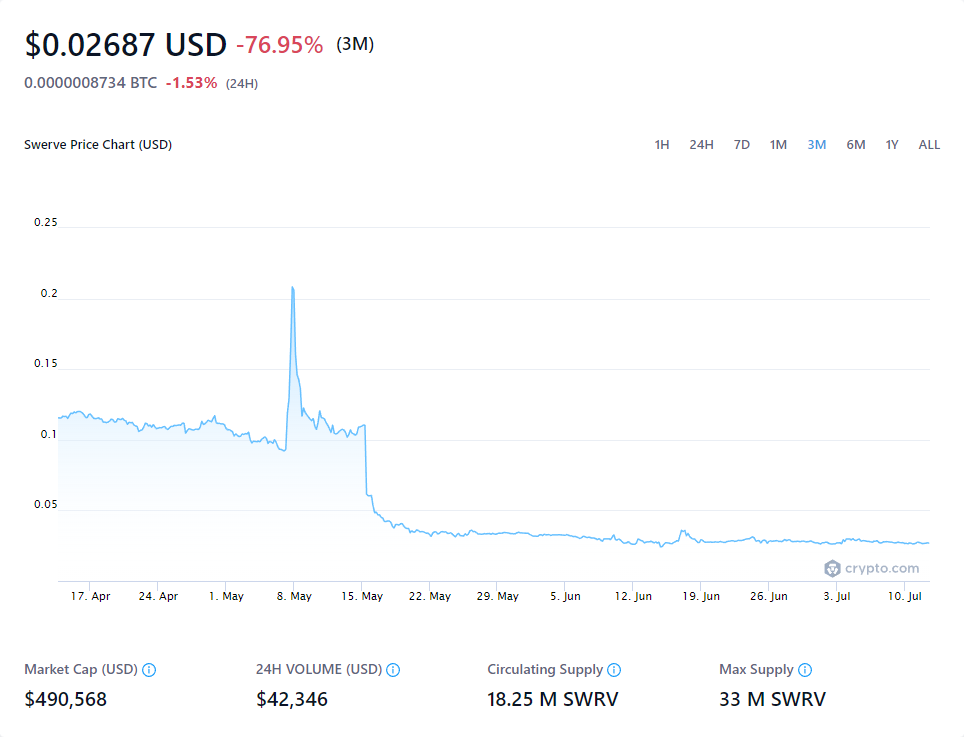 $0.02687 USD -76.95% (3M)
0.0000008734 BTC -1.53% (24H)
Swerve Price Chart (USD) 1H 24H 7D 1M 3M 6M 1Y ALL
0.25
0.2
0.15
0.1
0.05
crypto.com
17. Apr 24. Apr 1. May 8. May 15. May 22. May 29. May 5. Jun 12. Jun 19. Jun 26. Jun 3. Jul 10. Jul
Market Cap (USD) 24H VOLUME (USD) Circulating Supply Max Supply
$490,568 $42,346 18.25 M SWRV 33 M SWRV